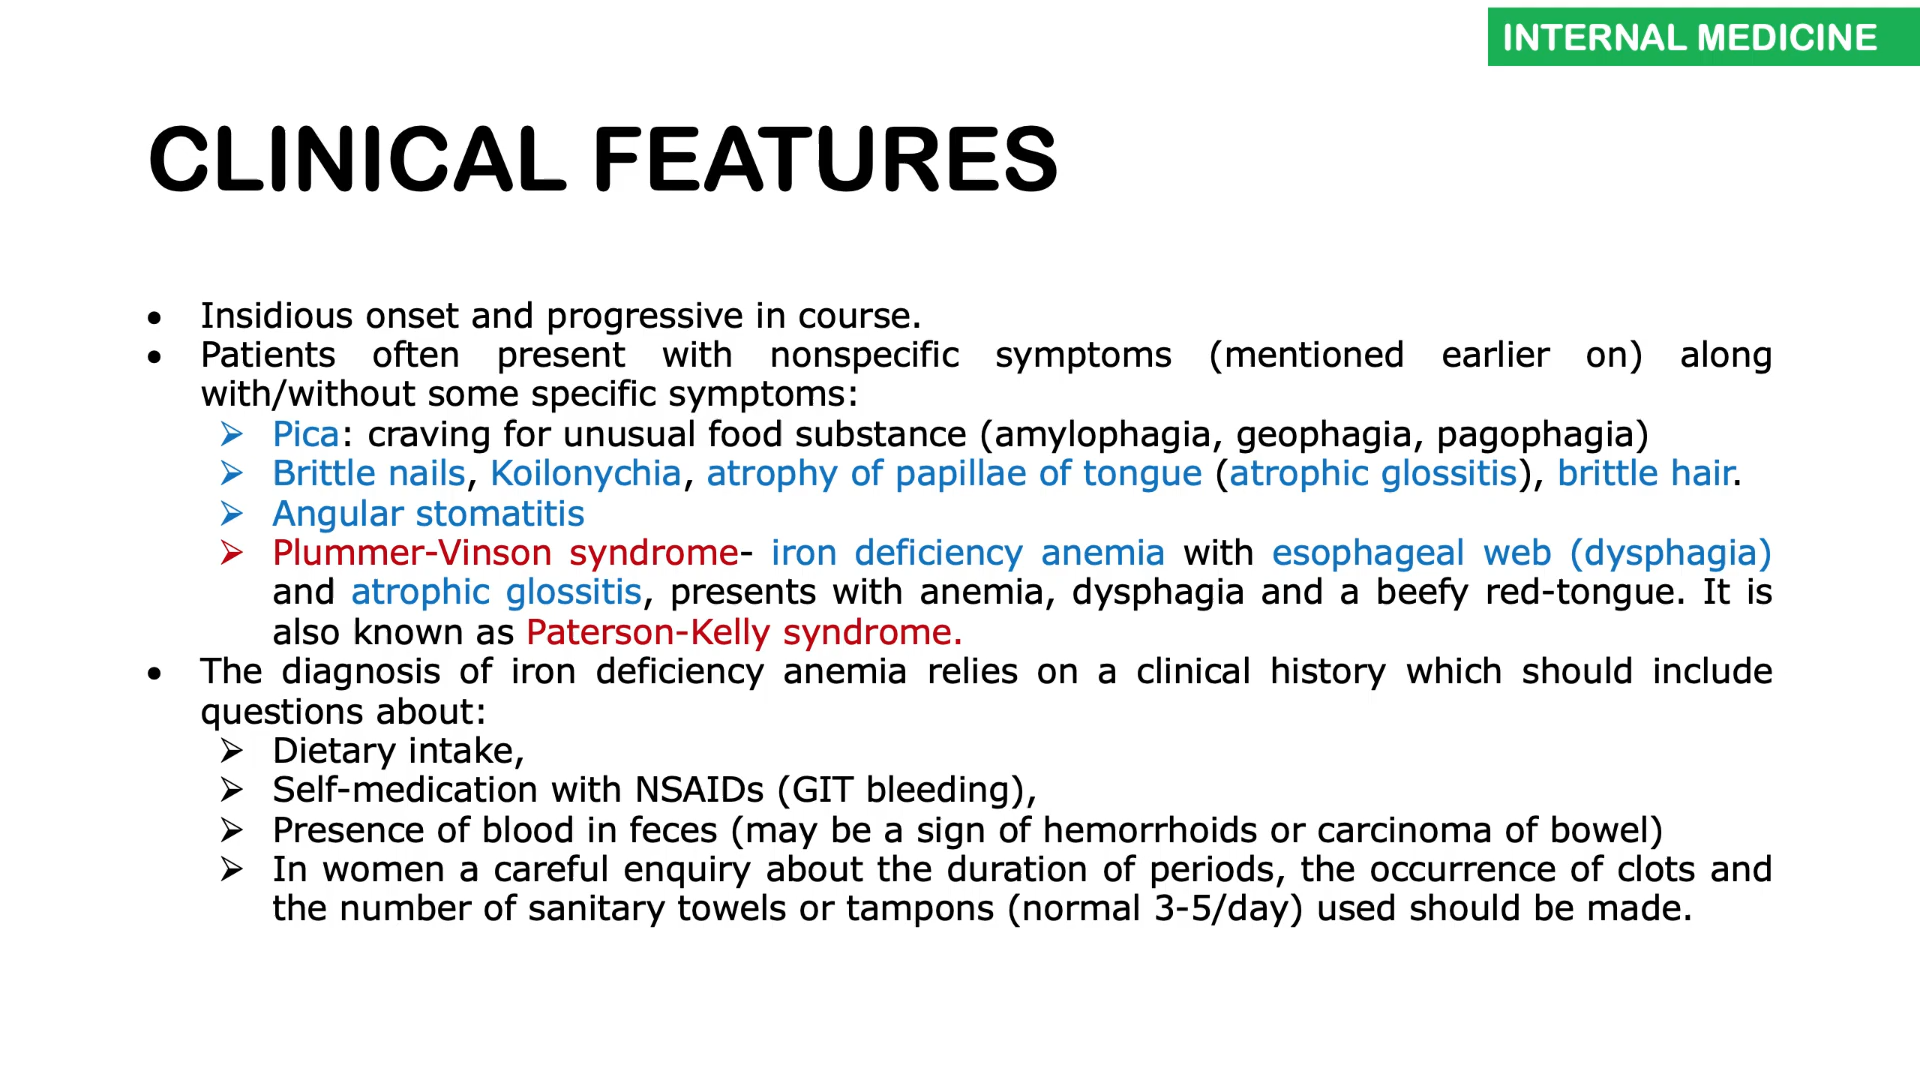 INTERNAL MEDICINE
CLINICAL FEATURES
• Insidious onset and progressive in course.
• Patients often present with nonspecific symptoms (mentioned earlier on) along
with/without some specific symptoms:
➢ Pica: craving for unusual food substance (amylophagia, geophagia, pagophagia)
➢ Brittle nails, Koilonychia, atrophy of papillae of tongue (atrophic glossitis), brittle hair.
➢ Angular stomatitis
➢ Plummer-Vinson syndrome- iron deficiency anemia with esophageal web (dysphagia)
and atrophic glossitis, presents with anemia, dysphagia and a beefy red-tongue. It is
also known as Paterson-Kelly syndrome.
• The diagnosis of iron deficiency anemia relies on a clinical history which should include
questions about:
➢ Dietary intake,
➢ Self-medication with NSAIDs (GIT bleeding),
➢ Presence of blood in feces (may be a sign of hemorrhoids or carcinoma of bowel)
➢ In women a careful enquiry about the duration of periods, the occurrence of clots and
the number of sanitary towels or tampons (normal 3-5/day) used should be made.